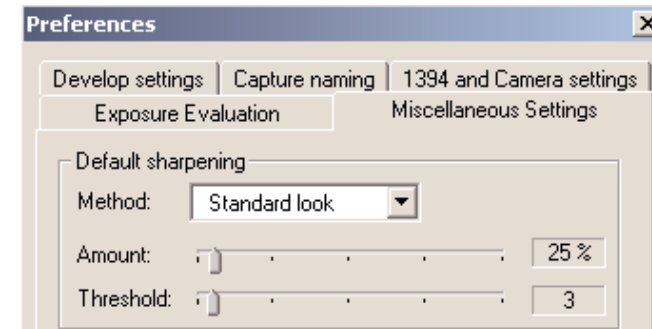 Preferences
Develop settings Capture naming 1394 and Camera settings
Exposure Evaluation Miscellaneous Settings
Default sharpening
Method: Standard look
Amount: 25 %
Threshold: 3